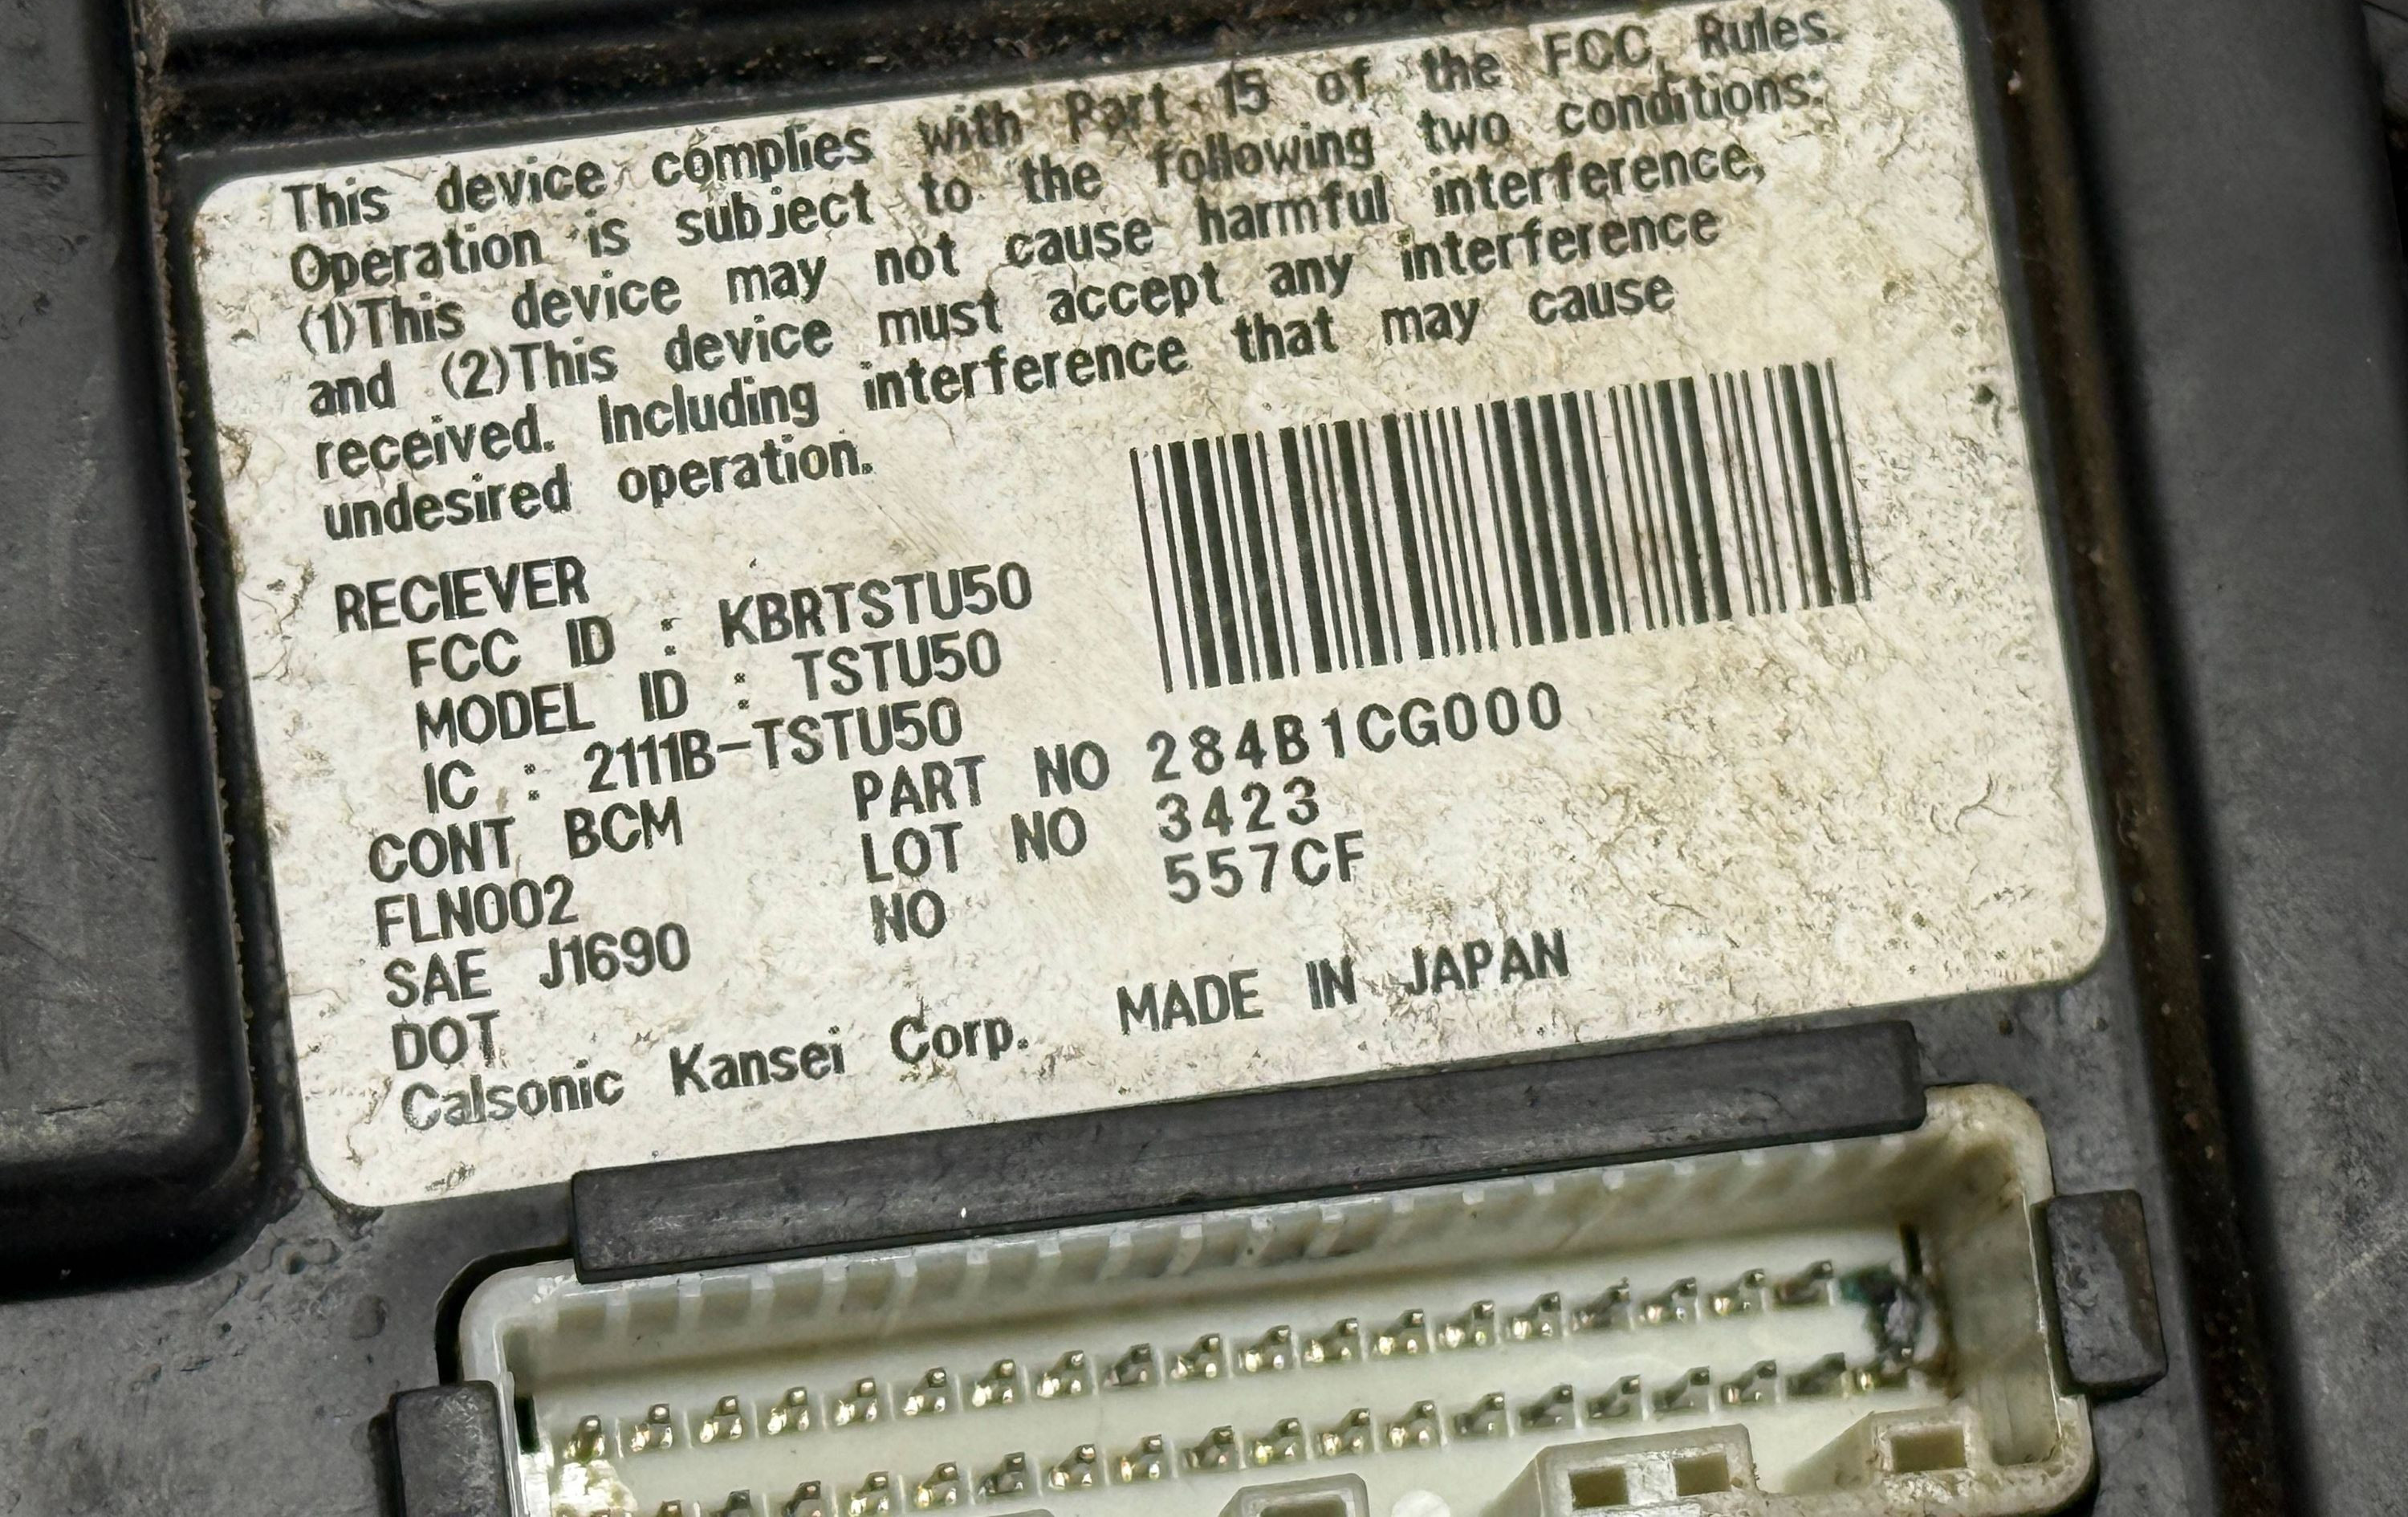 This device complies with Part 15 of the FCC Rules.
Operation is subject to the following two conditions:
(1)This device may not cause harmful interference,
and (2)This device must accept any interference
received. Including interference that may cause
undesired operation.
RECIEVER
FCC ID : KBRTSTU50
MODEL ID : TSTU50
IC : 2111B-TSTU50
CONT BCM PART NO 284B1CG000
FLN002 LOT NO 3423
SAE J1690 NO 557CF
DOT
Calsonic Kansei Corp. MADE IN JAPAN